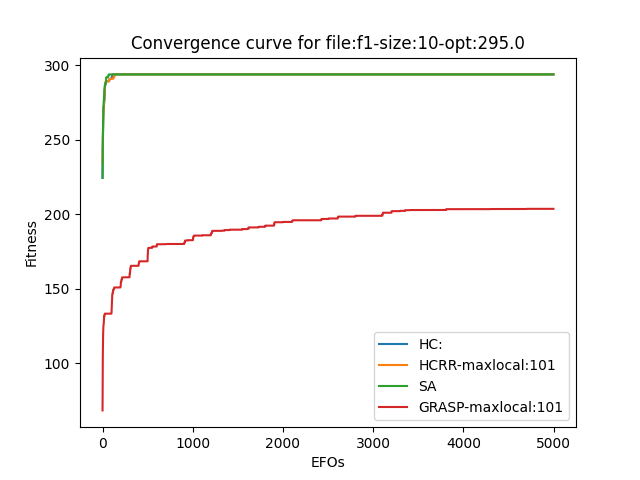 Convergence curve for file:f1-size:10-opt:295.0
300
250
200
150
100
Fitness
0
1000
2000
3000
4000
5000
EFOs
HC:
HCRR-maxlocal:101
SA
GRASP-maxlocal:101